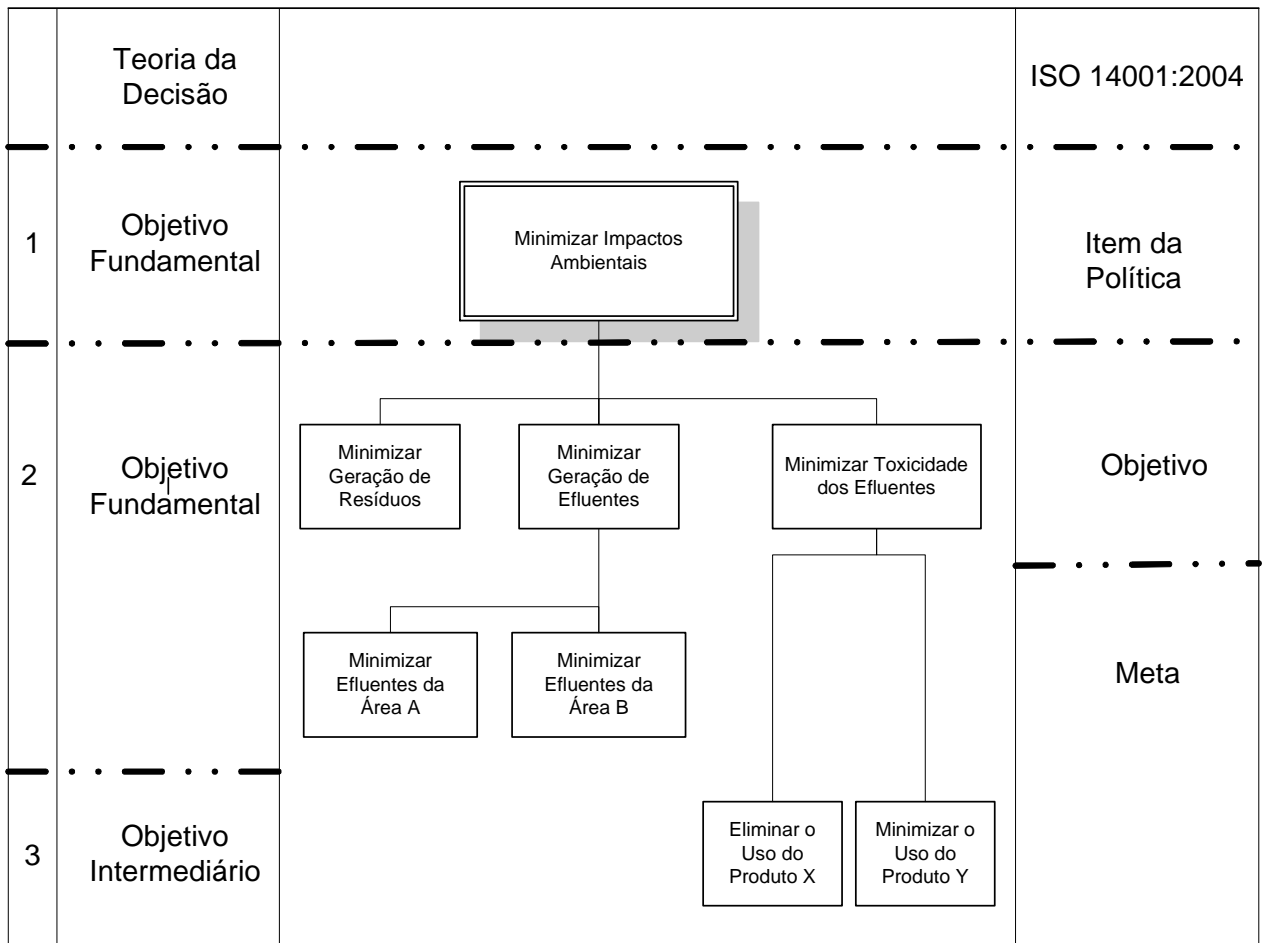 Teoria da
Decisão
ISO 14001:2004
1
Objetivo
Fundamental
Minimizar Impactos
Ambientais
Item da
Política
2
Objetivo
Fundamental
Minimizar
Geração de
Resíduos
Minimizar
Geração de
Efluentes
Minimizar Toxicidade
dos Efluentes
Objetivo
Minimizar
Efluentes da
Área A
Minimizar
Efluentes da
Área B
Meta
3
Objetivo
Intermediário
Eliminar o
Uso do
Produto X
Minimizar o
Uso do
Produto Y